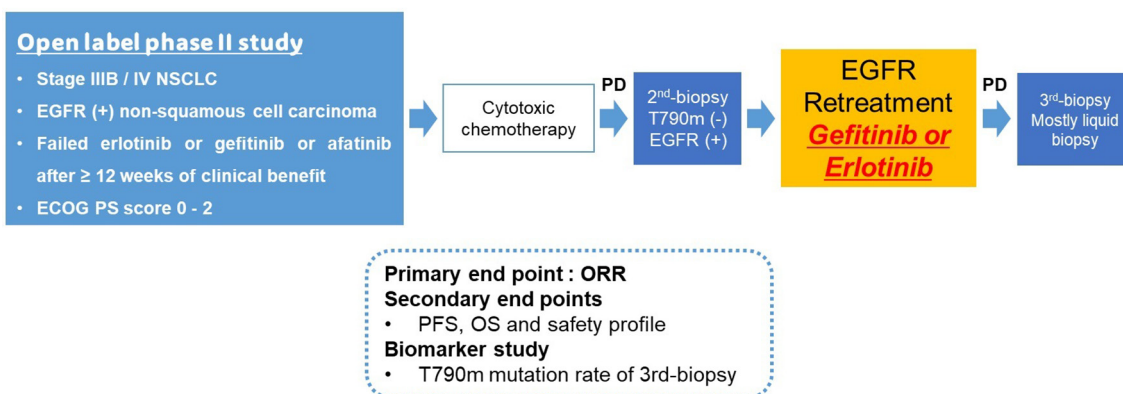 Open label phase II study
• Stage IIIB / IV NSCLC
• EGFR (+) non-squamous cell carcinoma
• Failed erlotinib or gefitinib or afatinib
after ≥ 12 weeks of clinical benefit
• ECOG PS score 0 - 2
Cytotoxic
chemotherapy
PD
2nd-biopsy
T790m (-)
EGFR (+)
EGFR
Retreatment
Gefitinib or
Erlotinib
PD
3rd-biopsy
Mostly liquid
biopsy
Primary end point : ORR
Secondary end points
• PFS, OS and safety profile
Biomarker study
• T790m mutation rate of 3rd-biopsy